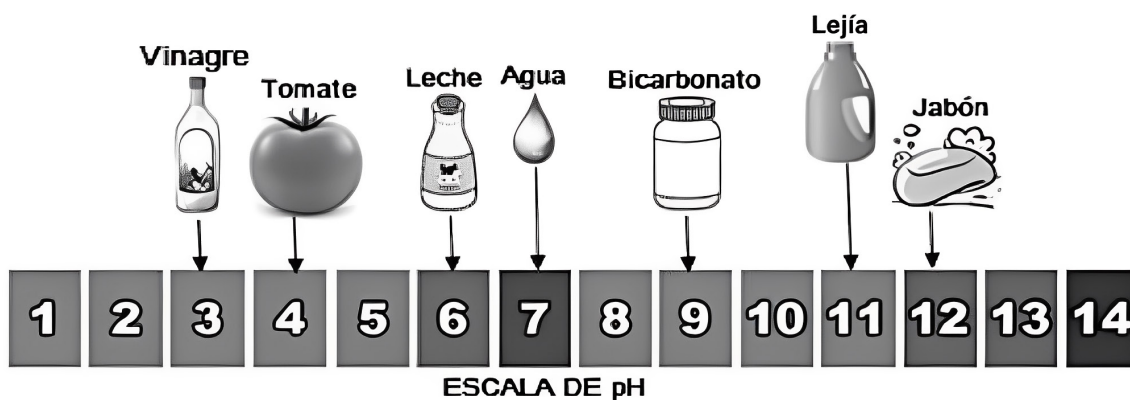 Lejía
Vinagre
Tomate
Leche
Agua
Bicarbonato
Jabón
1 2 3 4 5 6 7 8 9 10 11 12 13 14
ESCALA DE pH